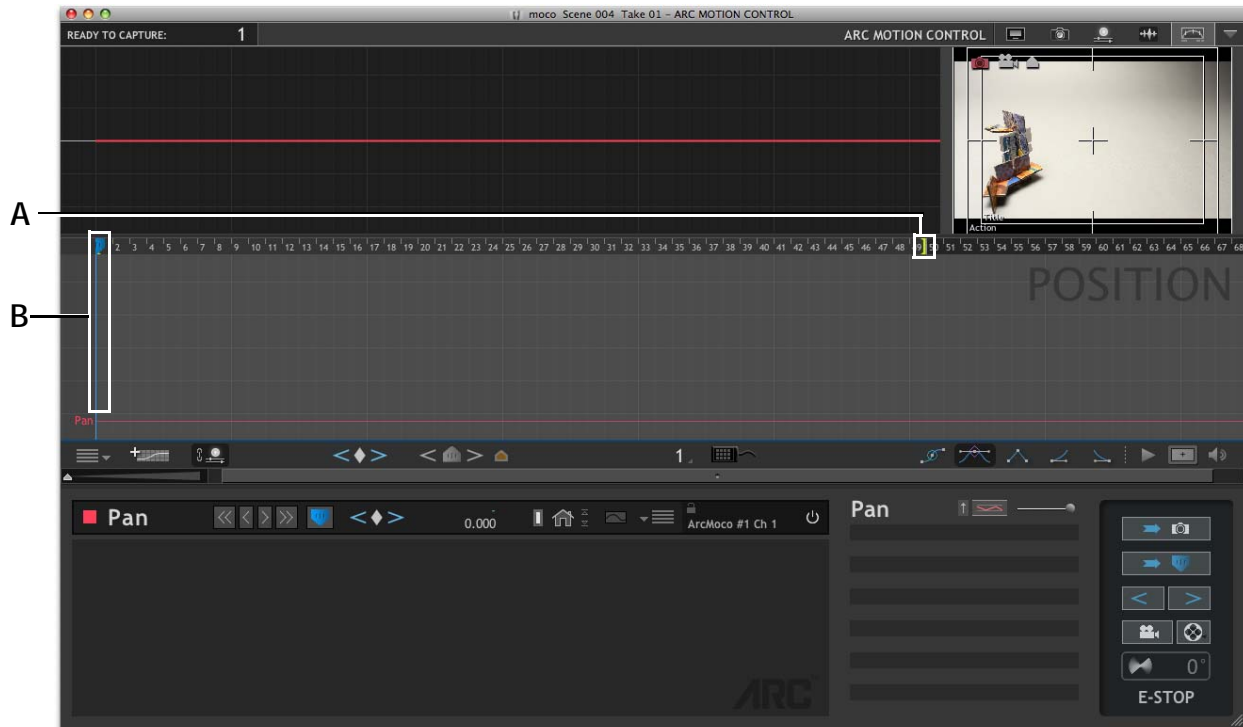 moco Scene 004 Take 01 – ARC MOTION CONTROL
READY TO CAPTURE: 1
ARC MOTION CONTROL
Title
Action
A
2 3 4 5 6 7 8 9 10 11 12 13 14 15 16 17 18 19 20 21 22 23 24 25 26 27 28 29 30 31 32 33 34 35 36 37 38 39 40 41 42 43 44 45 46 47 48 49 50 51 52 53 54 55 56 57 58 59 60 61 62 63 64 65 66 67 68
POSITION
B
Pan
1
Pan
0.000
ArcMoco #1 Ch 1
Pan
0°
E-STOP
ARC